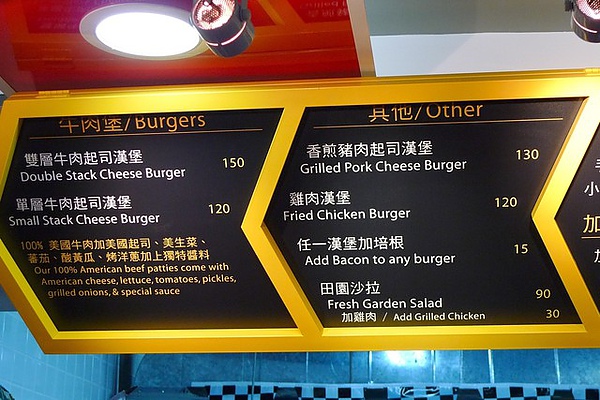 牛肉堡/Burgers
雙層牛肉起司漢堡
Double Stack Cheese Burger 150
單層牛肉起司漢堡
Small Stack Cheese Burger 120
100% 美國牛肉加美國起司、美生菜、
蕃茄、酸黃瓜、烤洋蔥加上獨特醬料
Our 100% American beef patties come with
American cheese, lettuce, tomatoes, pickles,
grilled onions, & special sauce
其他/Other
香煎豬肉起司漢堡
Grilled Pork Cheese Burger 130
雞肉漢堡
Fried Chicken Burger 120
任一漢堡加培根
Add Bacon to any burger 15
田園沙拉
Fresh Garden Salad 90
加雞肉 / Add Grilled Chicken 30
小
加